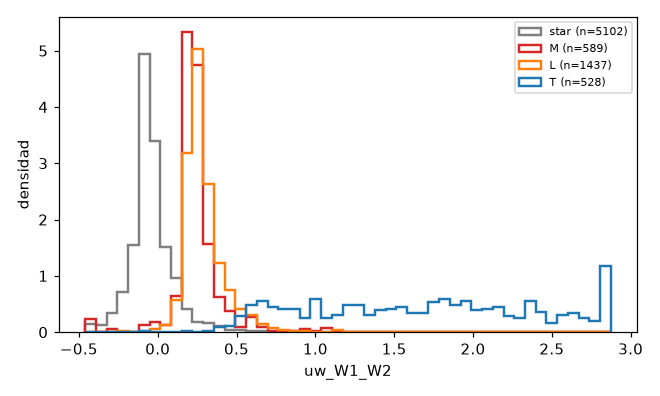 star (n=5102)
M (n=589)
L (n=1437)
T (n=528)
densidad
5
4
3
2
1
0
−0.5 0.0 0.5 1.0 1.5 2.0 2.5 3.0
uw_W1_W2